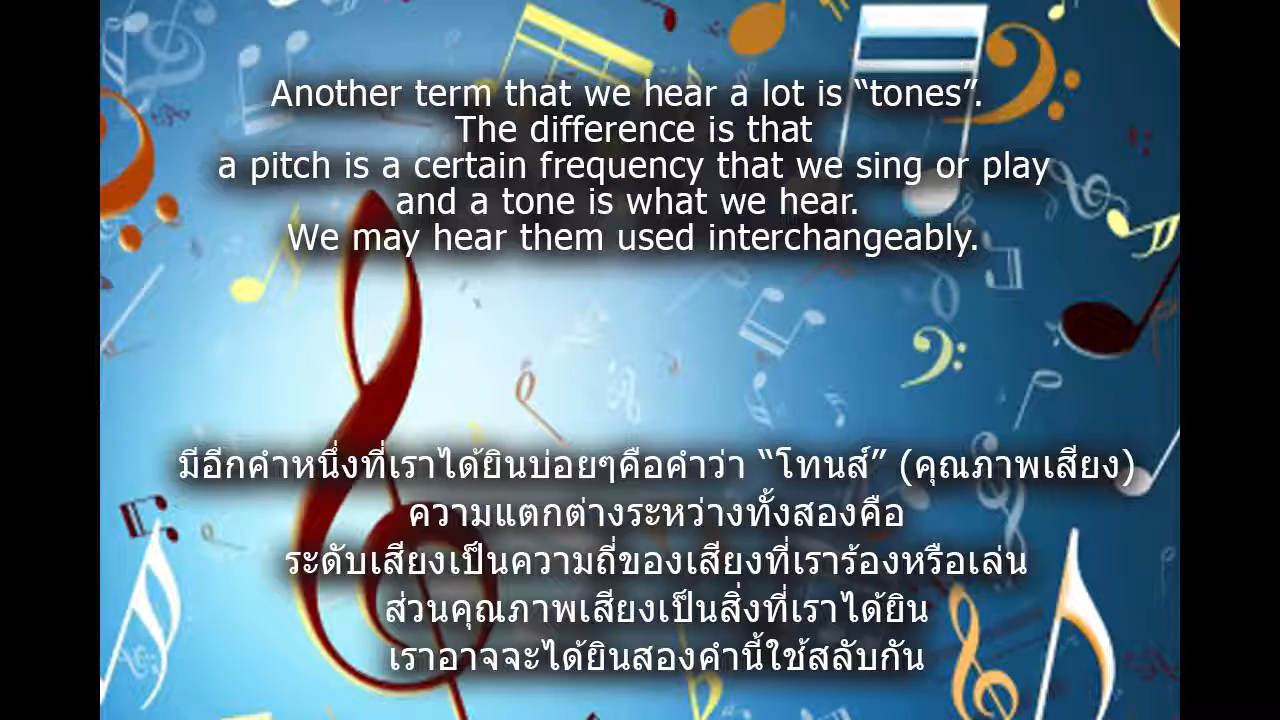 Another term that we hear a lot is “tones”.
The difference is that
a pitch is a certain frequency that we sing or play
and a tone is what we hear.
We may hear them used interchangeably.
มีอีกคำหนึ่งที่เราได้ยินบ่อยๆคือคำว่า “โทนส์” (คุณภาพเสียง)
ความแตกต่างระหว่างทั้งสองคือ
ระดับเสียงเป็นความถี่ของเสียงที่เราร้องหรือเล่น
ส่วนคุณภาพเสียงเป็นสิ่งที่เราได้ยิน
เราอาจจะได้ยินสองคำนี้ใช้สลับกัน